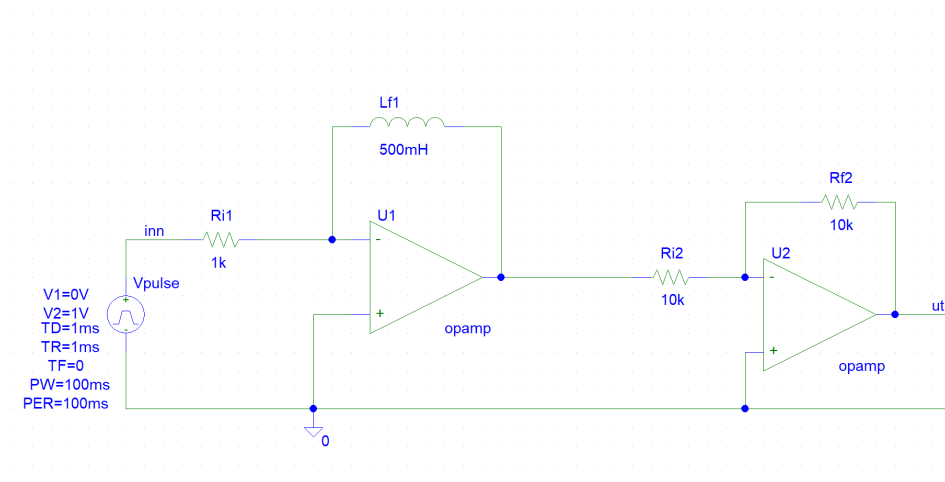 Lf1
500mH
Rf2
10k
Ri1
1k
U1
-
+
opamp
inn
Vpulse
V1=0V
V2=1V
TD=1ms
TR=1ms
TF=0
PW=100ms
PER=100ms
+
-
Ri2
10k
U2
-
+
opamp
ut
0